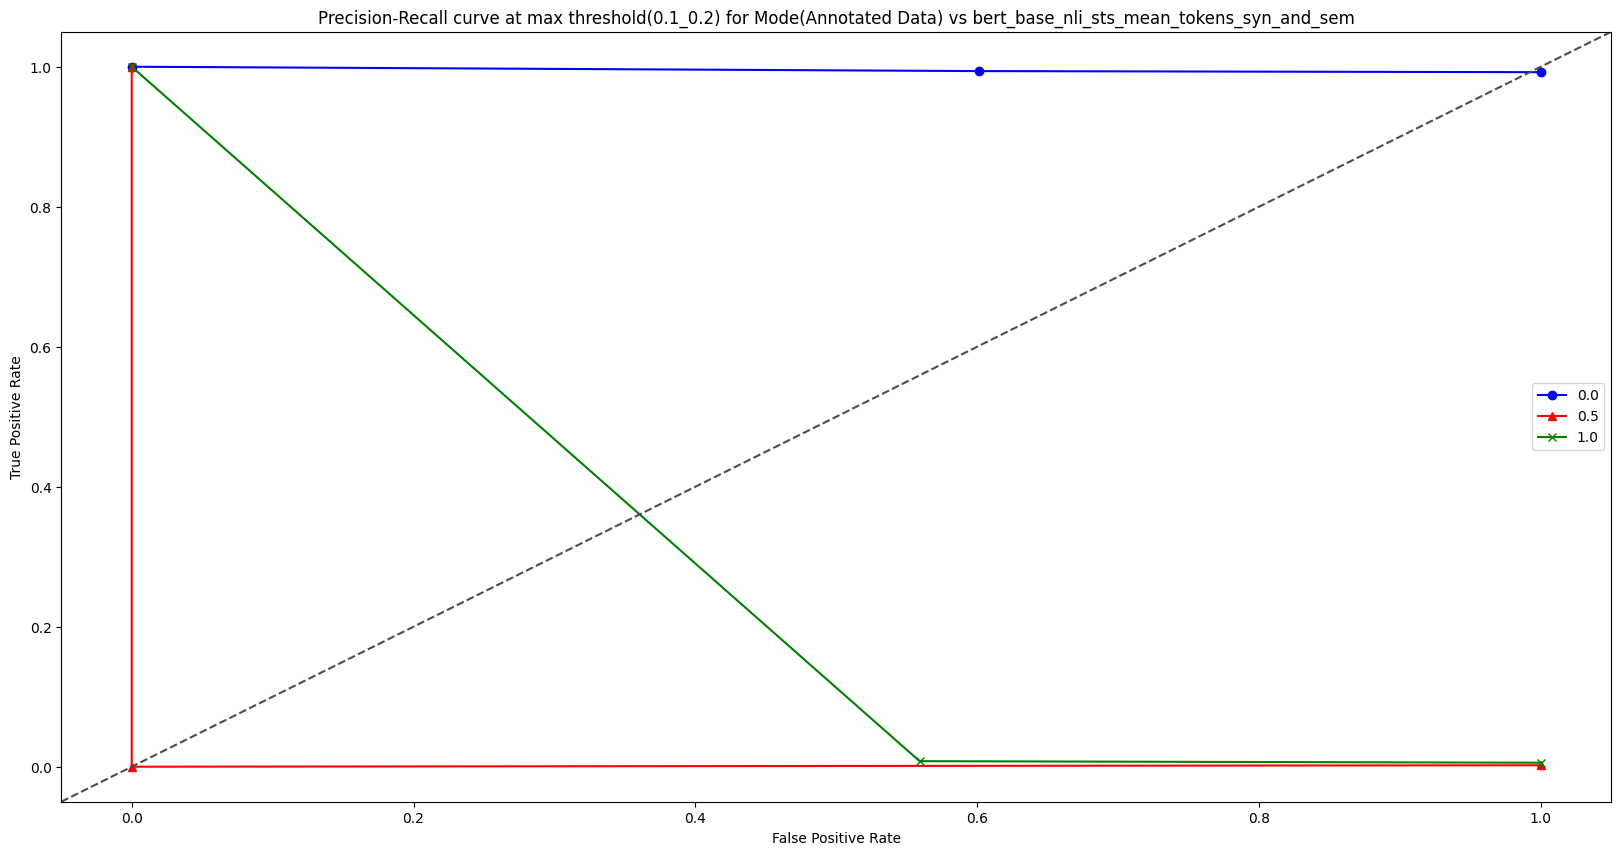 Precision-Recall curve at max threshold(0.1_0.2) for Mode(Annotated Data) vs bert_base_nli_sts_mean_tokens_syn_and_sem
1.0
0.8
0.6
0.4
0.2
0.0
True Positive Rate
0.0
0.5
1.0
0.0 0.2 0.4 0.6 0.8 1.0
False Positive Rate